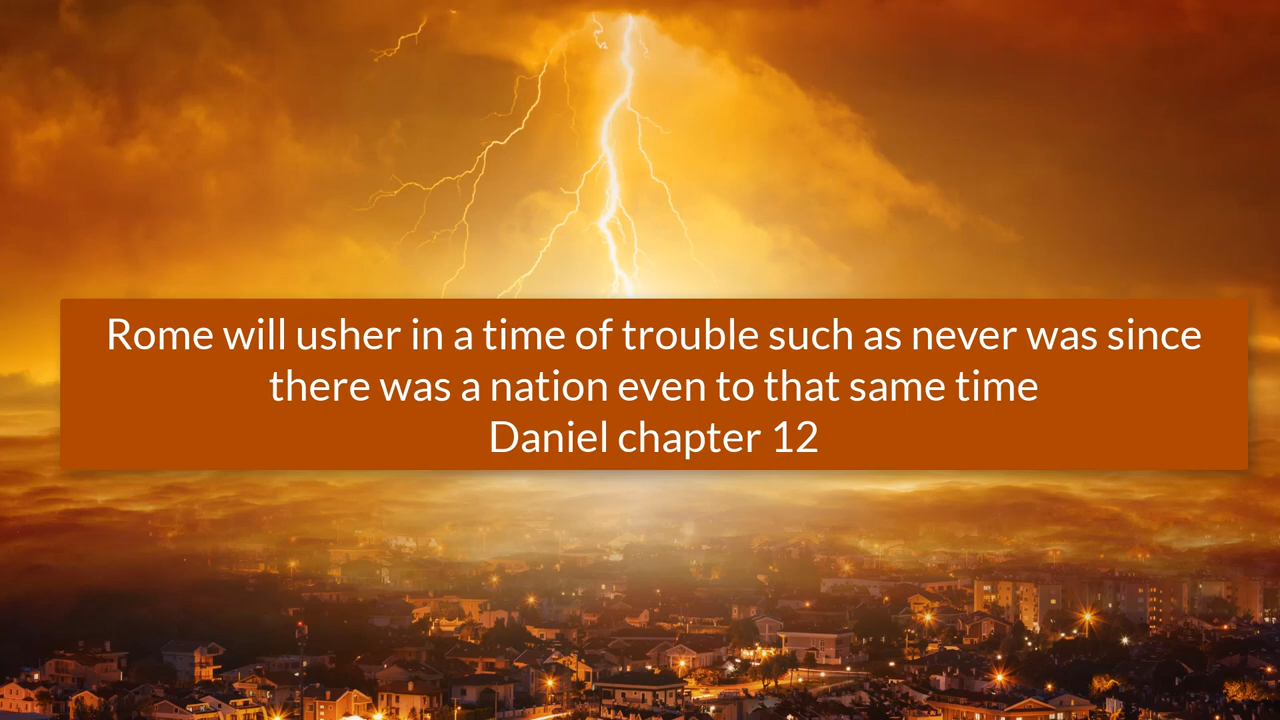 Rome will usher in a time of trouble such as never was since
there was a nation even to that same time
Daniel chapter 12